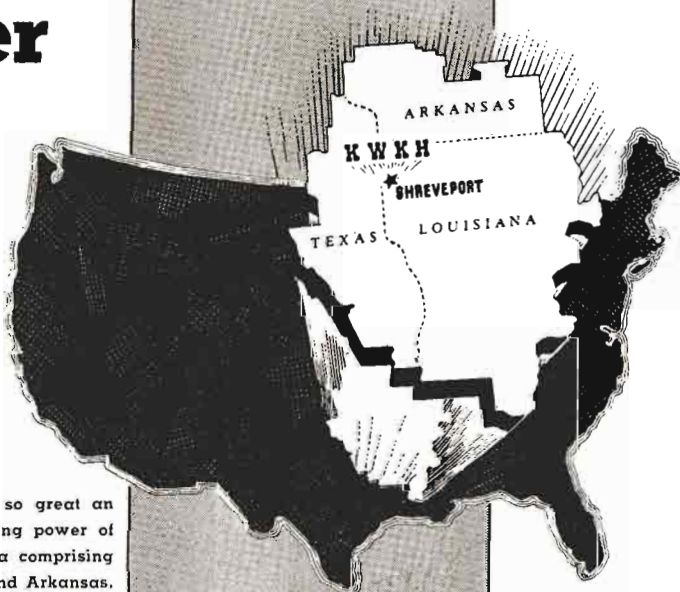 er
ARKANSAS
KWKH
SHREVEPORT
TEXAS
LOUISIANA
so great an
ng power of
a comprising
nd Arkansas,